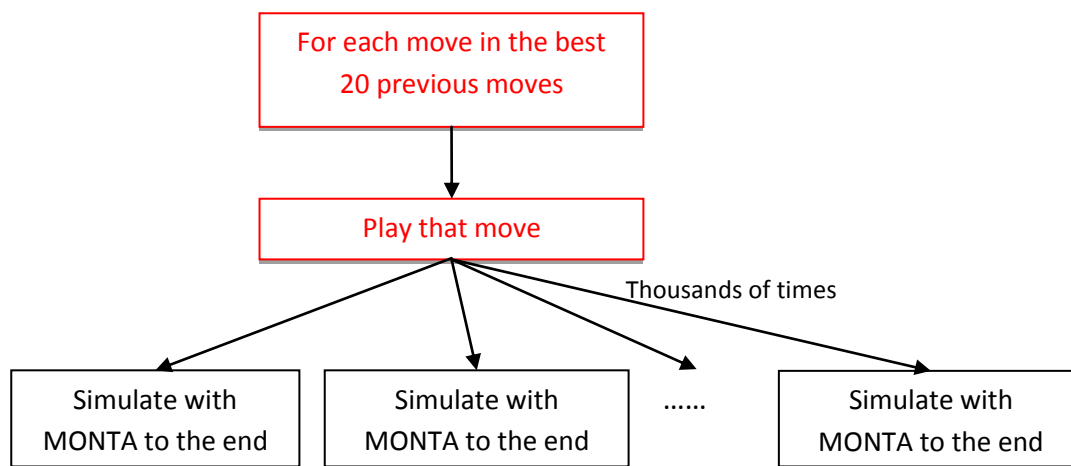 For each move in the best
20 previous moves
Play that move
Thousands of times
Simulate with
MONTA to the end
Simulate with
MONTA to the end
......
Simulate with
MONTA to the end